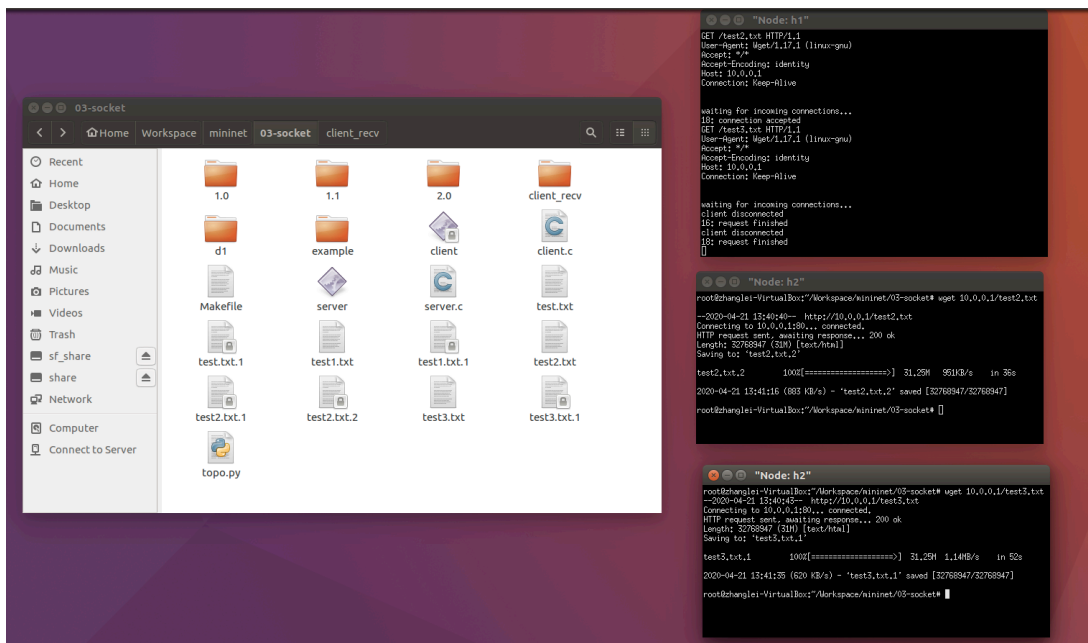 03-socket
Home Workspace mininet 03-socket client_recv
Recent
Home
Desktop
Documents
Downloads
Music
Pictures
Videos
Trash
sf_share
share
Network
Computer
Connect to Server
1.0 1.1 2.0 client_recv
d1 example client client.c
Makefile server server.c test.txt
test.txt.1 test1.txt test1.txt.1 test2.txt
test2.txt.1 test2.txt.2 test3.txt test3.txt.1
topo.py
"Node: h1"
GET /test2.txt HTTP/1.1
User-Agent: Wget/1.17.1 (linux-gnu)
Accept: */*
Accept-Encoding: identity
Host: 10.0.0.1
Connection: Keep-Alive
waiting for incoming connections...
18: connection accepted
GET /test3.txt HTTP/1.1
User-Agent: Wget/1.17.1 (linux-gnu)
Accept: */*
Accept-Encoding: identity
Host: 10.0.0.1
Connection: Keep-Alive
waiting for incoming connections...
client disconnected
16: request finished
client disconnected
18: request finished
"Node: h2"
root@zhanglei-VirtualBox:~/Workspace/mininet/03-socket# wget 10.0.0.1/test2.txt
--2020-04-21 13:40:40-- http://10.0.0.1/test2.txt
Connecting to 10.0.0.1:80... connected.
HTTP request sent, awaiting response... 200 ok
Length: 32768947 (31M) [text/html]
Saving to: 'test2.txt.2'
test2.txt.2 100%[===================>] 31.25M 951KB/s in 36s
2020-04-21 13:41:16 (883 KB/s) - 'test2.txt.2' saved [32768947/32768947]
root@zhanglei-VirtualBox:~/Workspace/mininet/03-socket#
"Node: h2"
root@zhanglei-VirtualBox:~/Workspace/mininet/03-socket# wget 10.0.0.1/test3.txt
--2020-04-21 13:40:43-- http://10.0.0.1/test3.txt
Connecting to 10.0.0.1:80... connected.
HTTP request sent, awaiting response... 200 ok
Length: 32768947 (31M) [text/html]
Saving to: 'test3.txt.1'
test3.txt.1 100%[===================>] 31.25M 1.14MB/s in 52s
2020-04-21 13:41:35 (620 KB/s) - 'test3.txt.1' saved [32768947/32768947]
root@zhanglei-VirtualBox:~/Workspace/mininet/03-socket#